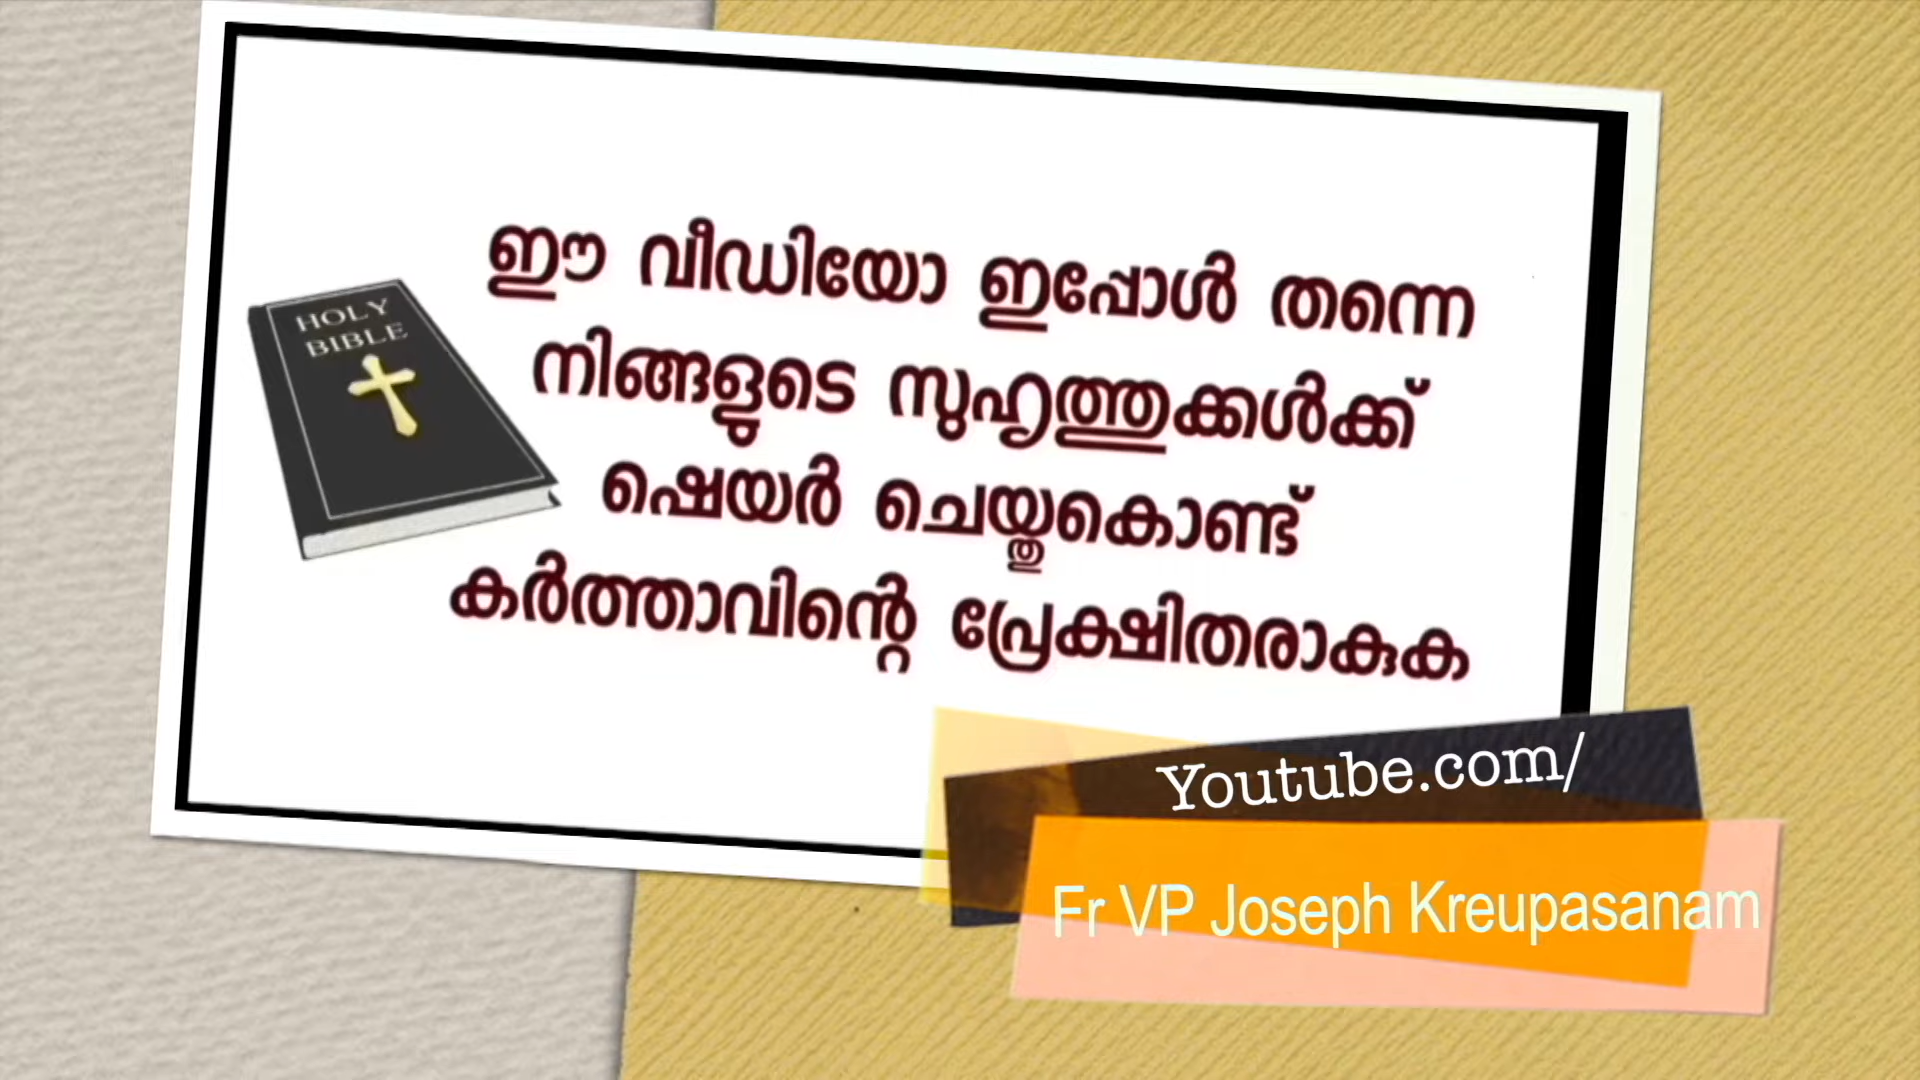 HOLY
BIBLE
ഈ വീഡിയോ ഇപ്പോൾ തന്നെ
നിങ്ങളുടെ സുഹൃത്തുക്കൾക്ക്
ഷെയർ ചെയ്തുകൊണ്ട്
കർത്താവിന്റെ പ്രേക്ഷിതരാകുക
Youtube.com/
Fr VP Joseph Kreupasanam